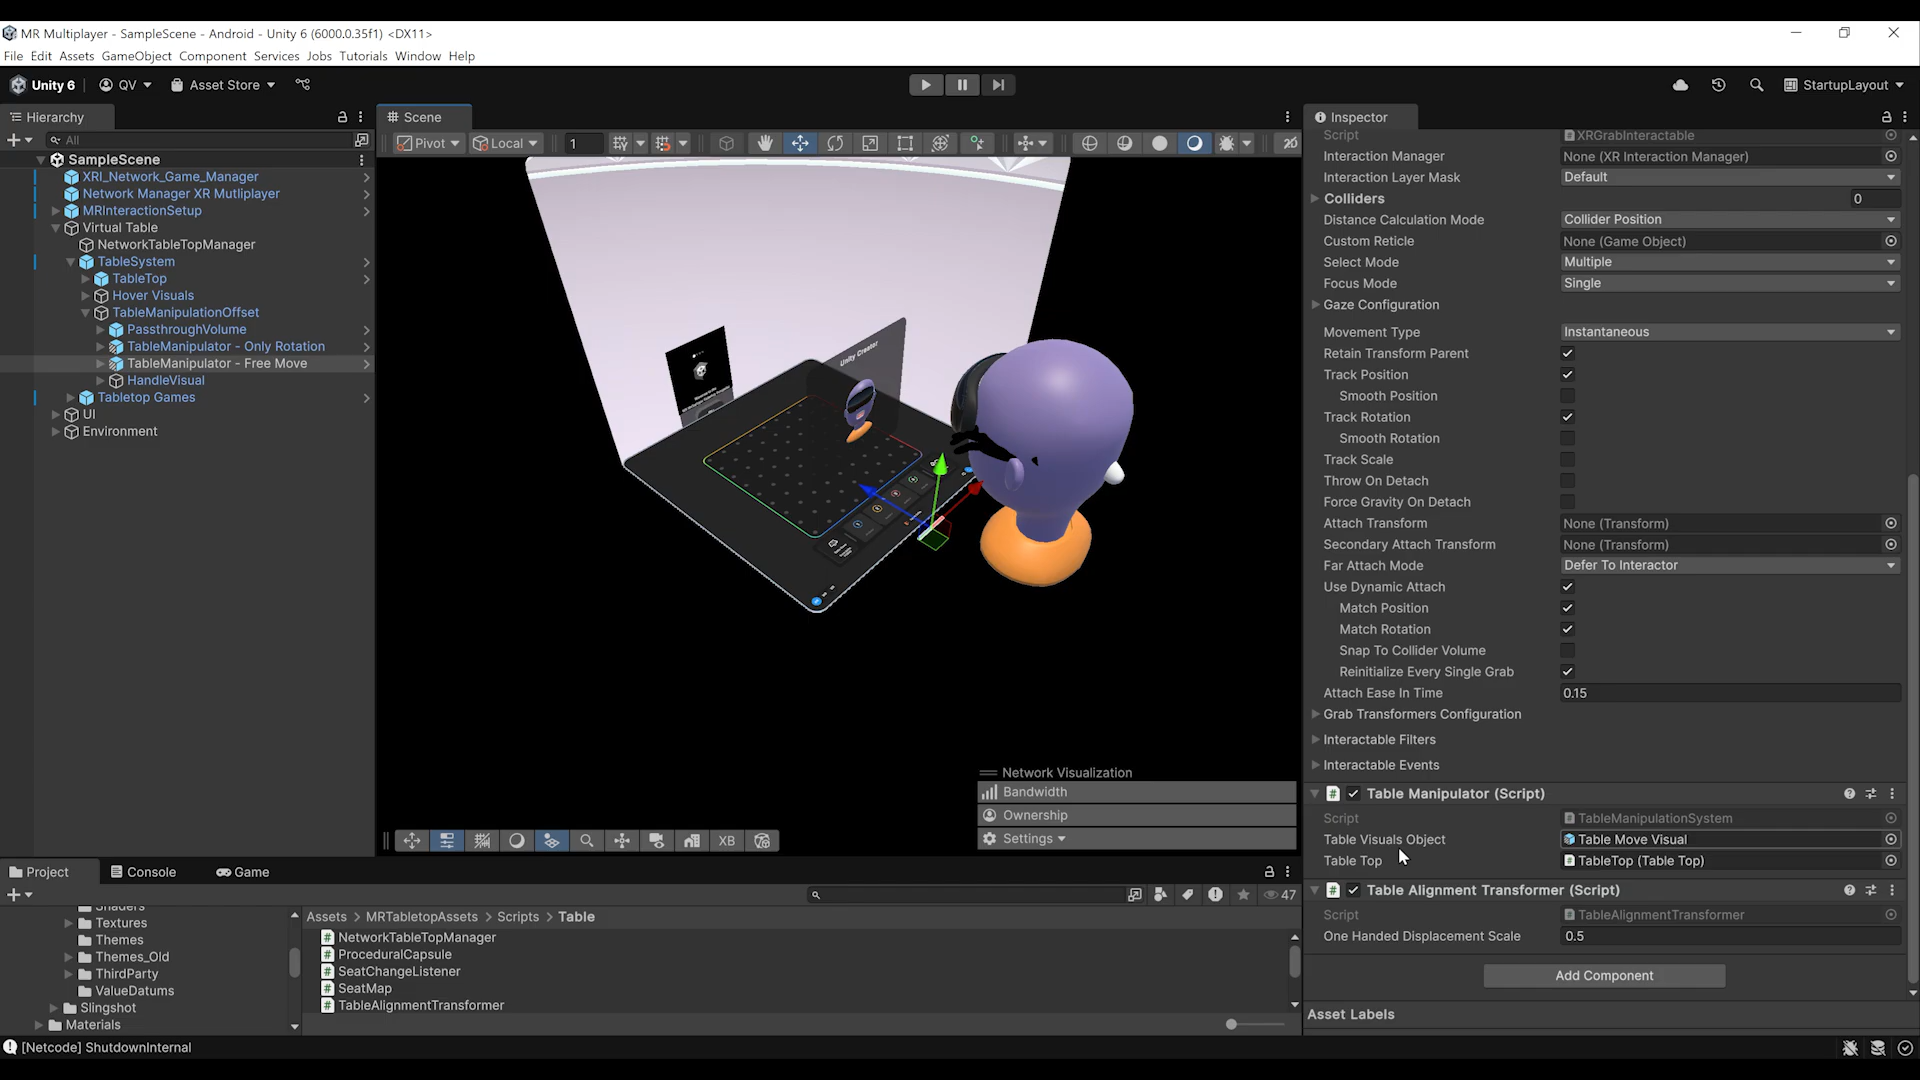 MR Multiplayer - SampleScene - Android - Unity 6 (6000.0.35f1) <DX11>
File Edit Assets GameObject Component Services Jobs Tutorials Window Help
Unity 6 QV Asset Store StartupLayout
Hierarchy
All
SampleScene
XRI_Network_Game_Manager
Network Manager XR Mutliplayer
MRInteractionSetup
Virtual Table
NetworkTableTopManager
TableSystem
TableTop
Hover Visuals
TableManipulationOffset
PassthroughVolume
TableManipulator - Only Rotation
TableManipulator - Free Move
HandleVisual
Tabletop Games
UI
Environment
Scene
Pivot Local 1 2D
Unity Creator
Network Visualization
Bandwidth
Ownership
Settings
XB
Inspector
Script XRGrabInteractable
Interaction Manager None (XR Interaction Manager)
Interaction Layer Mask Default
Colliders 0
Distance Calculation Mode Collider Position
Custom Reticle None (Game Object)
Select Mode Multiple
Focus Mode Single
Gaze Configuration
Movement Type Instantaneous
Retain Transform Parent
Track Position
Smooth Position
Track Rotation
Smooth Rotation
Track Scale
Throw On Detach
Force Gravity On Detach
Attach Transform None (Transform)
Secondary Attach Transform None (Transform)
Far Attach Mode Defer To Interactor
Use Dynamic Attach
Match Position
Match Rotation
Snap To Collider Volume
Reinitialize Every Single Grab
Attach Ease In Time 0.15
Grab Transformers Configuration
Interactable Filters
Interactable Events
Table Manipulator (Script)
Script TableManipulationSystem
Table Visuals Object Table Move Visual
Table Top TableTop (Table Top)
Table Alignment Transformer (Script)
Script TableAlignmentTransformer
One Handed Displacement Scale 0.5
Add Component
Asset Labels
Project Console Game
47
Shaders
Textures
Themes
Themes_Old
ThirdParty
ValueDatums
Slingshot
Materials
Assets > MRTabletopAssets > Scripts > Table
NetworkTableTopManager
ProceduralCapsule
SeatChangeListener
SeatMap
TableAlignmentTransformer
[Netcode] ShutdownInternal